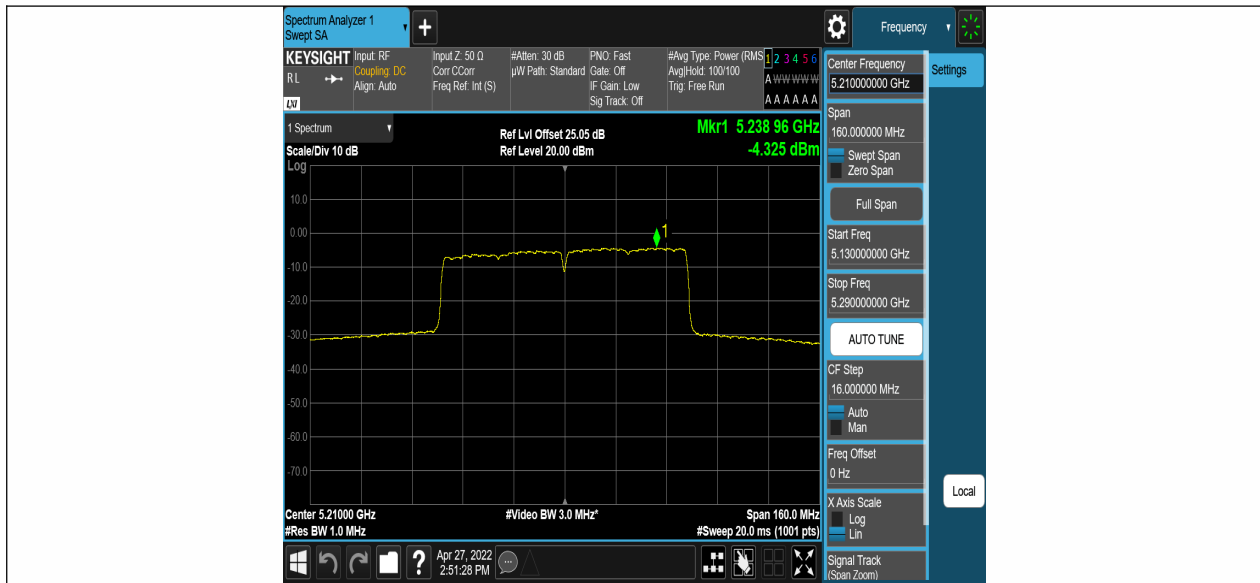 Spectrum Analyzer 1
Swept SA
+
Frequency
KEYSIGHT
RL
LXI
Input: RF
Coupling: DC
Align: Auto
Input Z: 50 Ω
Corr CCorr
Freq Ref: Int (S)
#Atten: 30 dB
µW Path: Standard
PNO: Fast
Gate: Off
IF Gain: Low
Sig Track: Off
#Avg Type: Power (RMS
Avg|Hold: 100/100
Trig: Free Run
1 2 3 4 5 6
A W W W W W
A A A A A A
1 Spectrum
Scale/Div 10 dB
Log
Ref Lvl Offset 25.05 dB
Ref Level 20.00 dBm
Mkr1 5.238 96 GHz
-4.325 dBm
10.0
0.00
-10.0
-20.0
-30.0
-40.0
-50.0
-60.0
-70.0
1
Center 5.21000 GHz
#Res BW 1.0 MHz
#Video BW 3.0 MHz*
Span 160.0 MHz
#Sweep 20.0 ms (1001 pts)
?
Apr 27, 2022
2:51:28 PM
Center Frequency
5.210000000 GHz
Span
160.000000 MHz
Swept Span
Zero Span
Full Span
Start Freq
5.130000000 GHz
Stop Freq
5.290000000 GHz
AUTO TUNE
CF Step
16.000000 MHz
Auto
Man
Freq Offset
0 Hz
X Axis Scale
Log
Lin
Signal Track
(Span Zoom)
Settings
Local